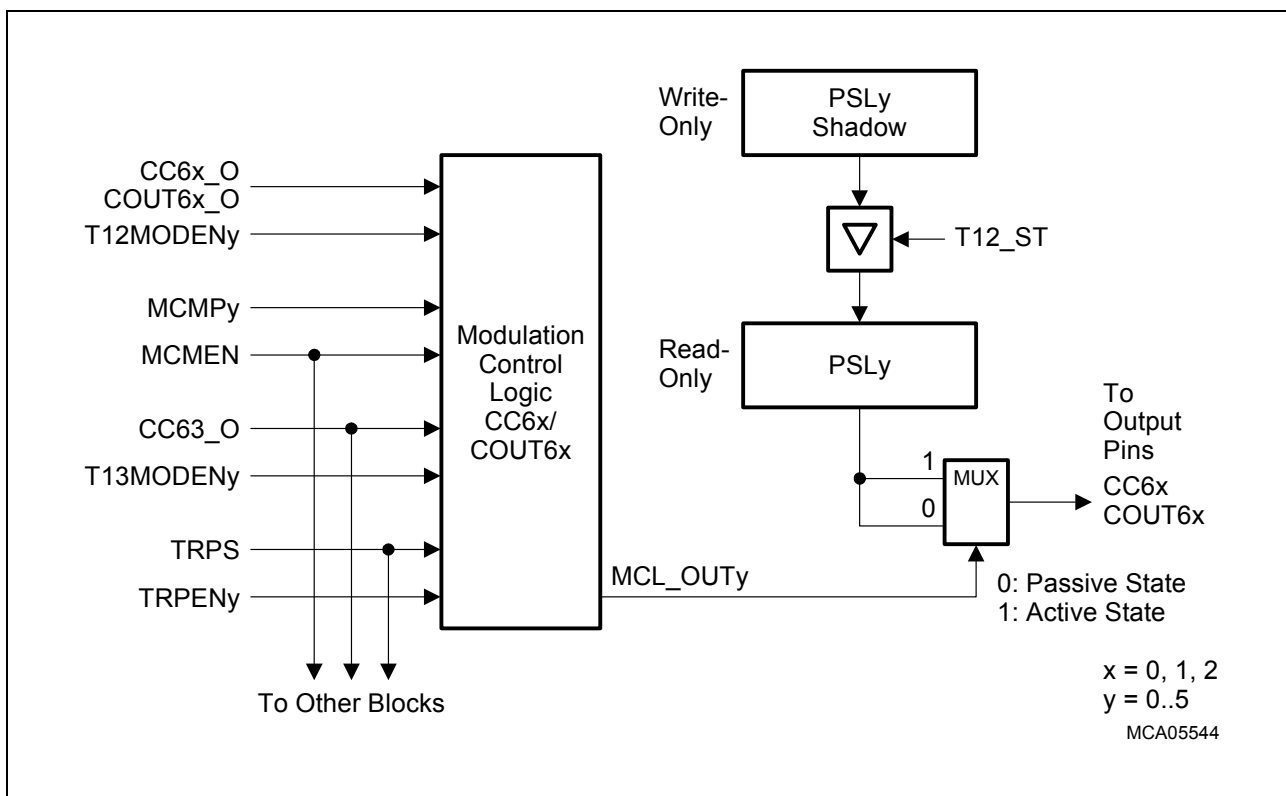 Write-
Only
PSLy
Shadow
CC6x_O
COUT6x_O
T12MODENy
MCMPy
MCMEN
CC63_O
T13MODENy
TRPS
TRPENy
Modulation
Control
Logic
CC6x/
COUT6x
T12_ST
Read-
Only
PSLy
To
Output
Pins
CC6x
COUT6x
1
0
MUX
MCL_OUTy
0: Passive State
1: Active State
To Other Blocks
x = 0, 1, 2
y = 0..5
MCA05544